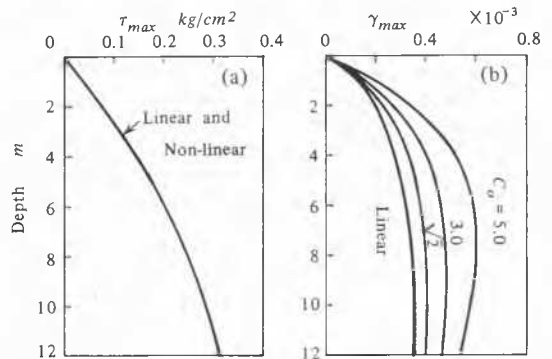 τmax kg/cm2
0 0.1 0.2 0.3 0.4
(a)
Linear and
Non-linear
Depth m
2
4
6
8
10
12
γmax ×10⁻³
0 0.4 0.8
(b)
2
4
6
8
10
12
Linear
√2
3.0
Cα = 5.0